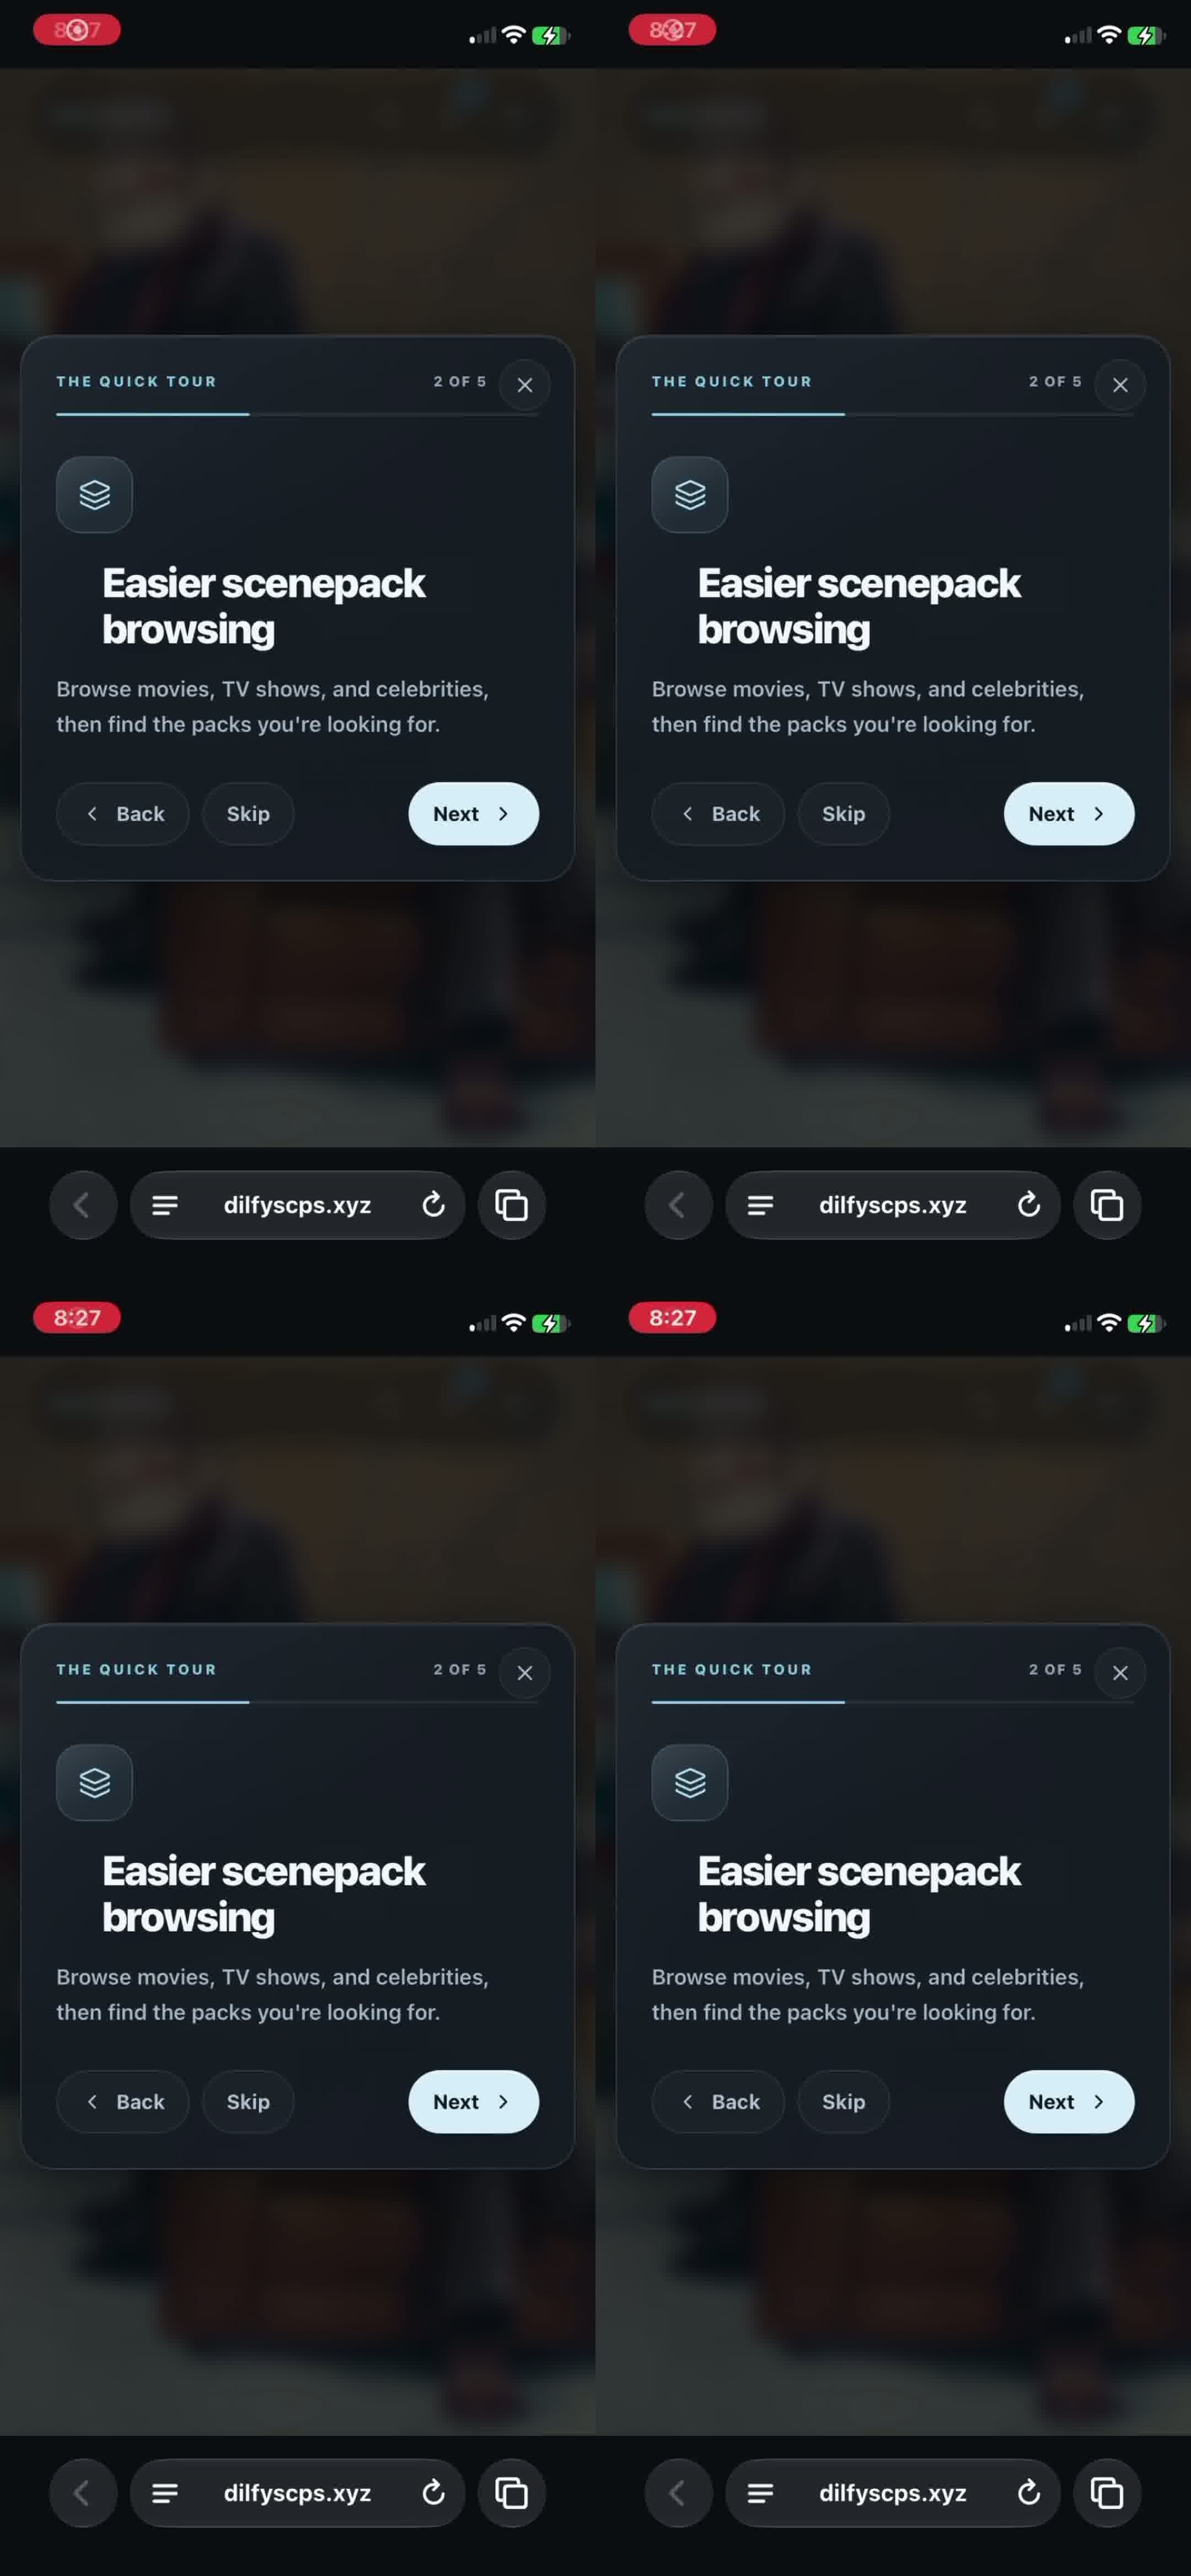 8:27
THE QUICK TOUR
2 OF 5
Easier scenepack
browsing
Browse movies, TV shows, and celebrities,
then find the packs you're looking for.
Back
Skip
Next
dilfyscps.xyz
8:27
THE QUICK TOUR
2 OF 5
Easier scenepack
browsing
Browse movies, TV shows, and celebrities,
then find the packs you're looking for.
Back
Skip
Next
dilfyscps.xyz
8:27
THE QUICK TOUR
2 OF 5
Easier scenepack
browsing
Browse movies, TV shows, and celebrities,
then find the packs you're looking for.
Back
Skip
Next
dilfyscps.xyz
8:27
THE QUICK TOUR
2 OF 5
Easier scenepack
browsing
Browse movies, TV shows, and celebrities,
then find the packs you're looking for.
Back
Skip
Next
dilfyscps.xyz